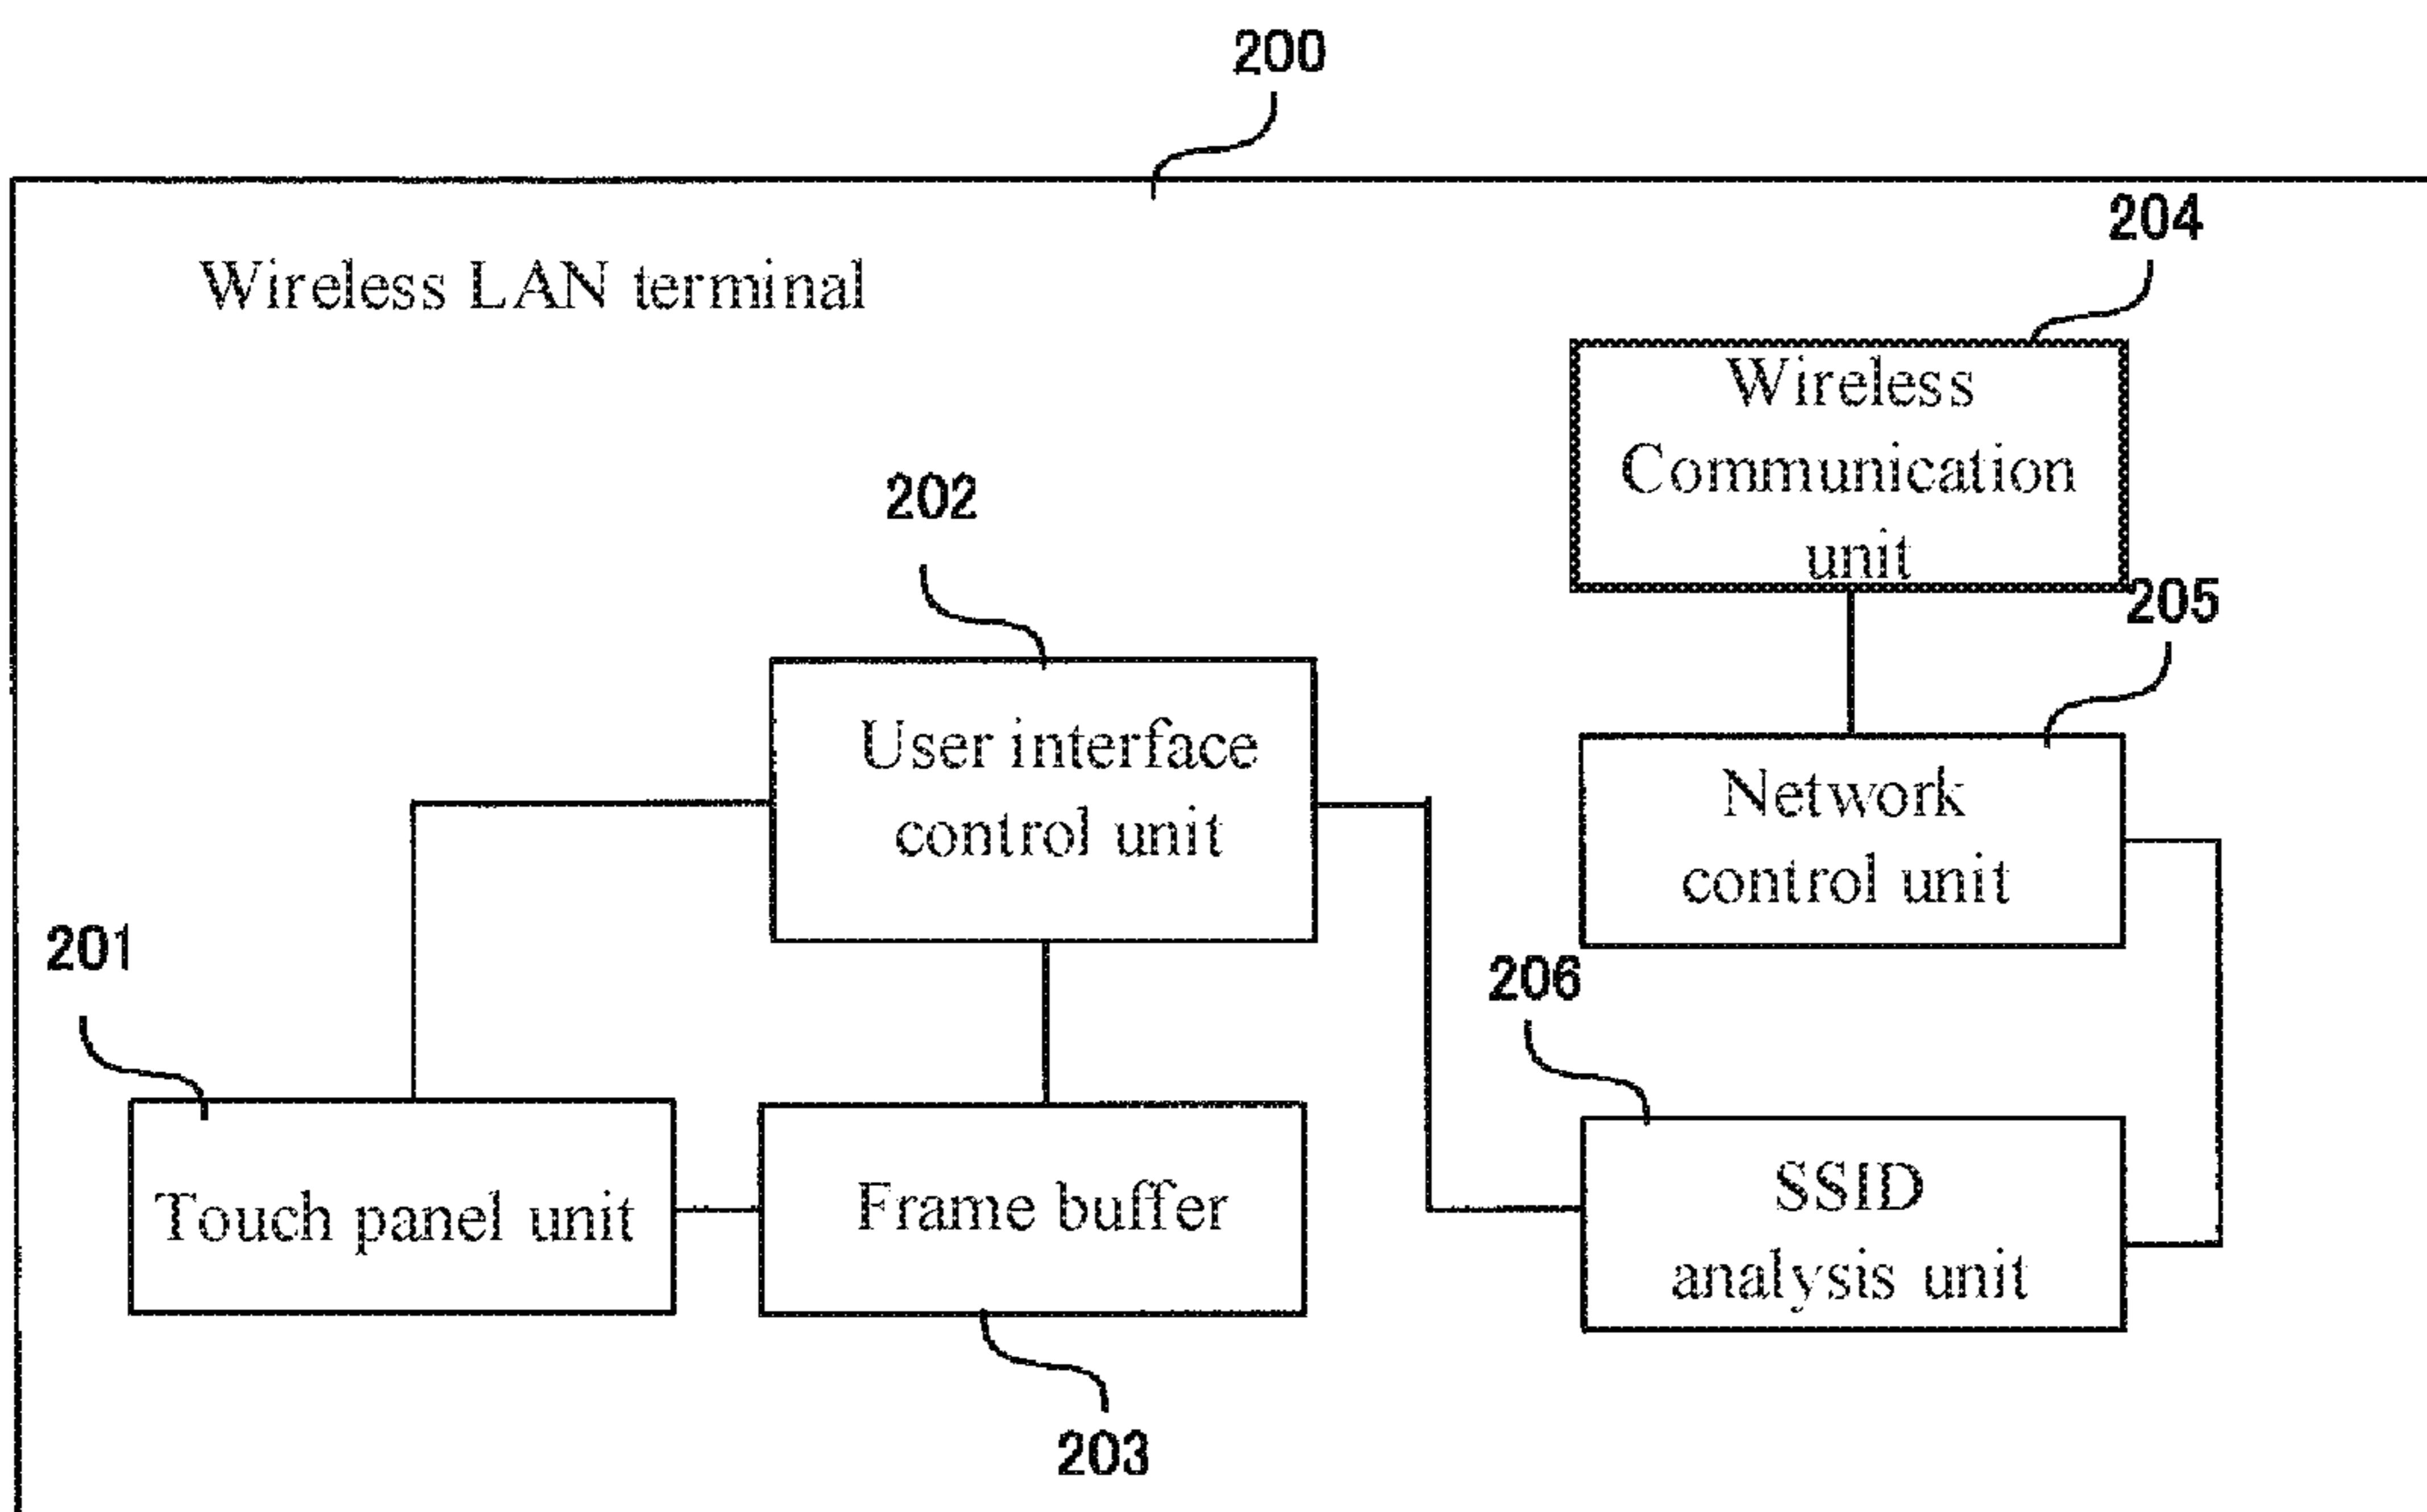 200
204
Wireless LAN terminal
Wireless
Communication
unit
202
205
User interface
control unit
Network
control unit
201
206
Touch panel unit
Frame buffer
SSID
analysis unit
203